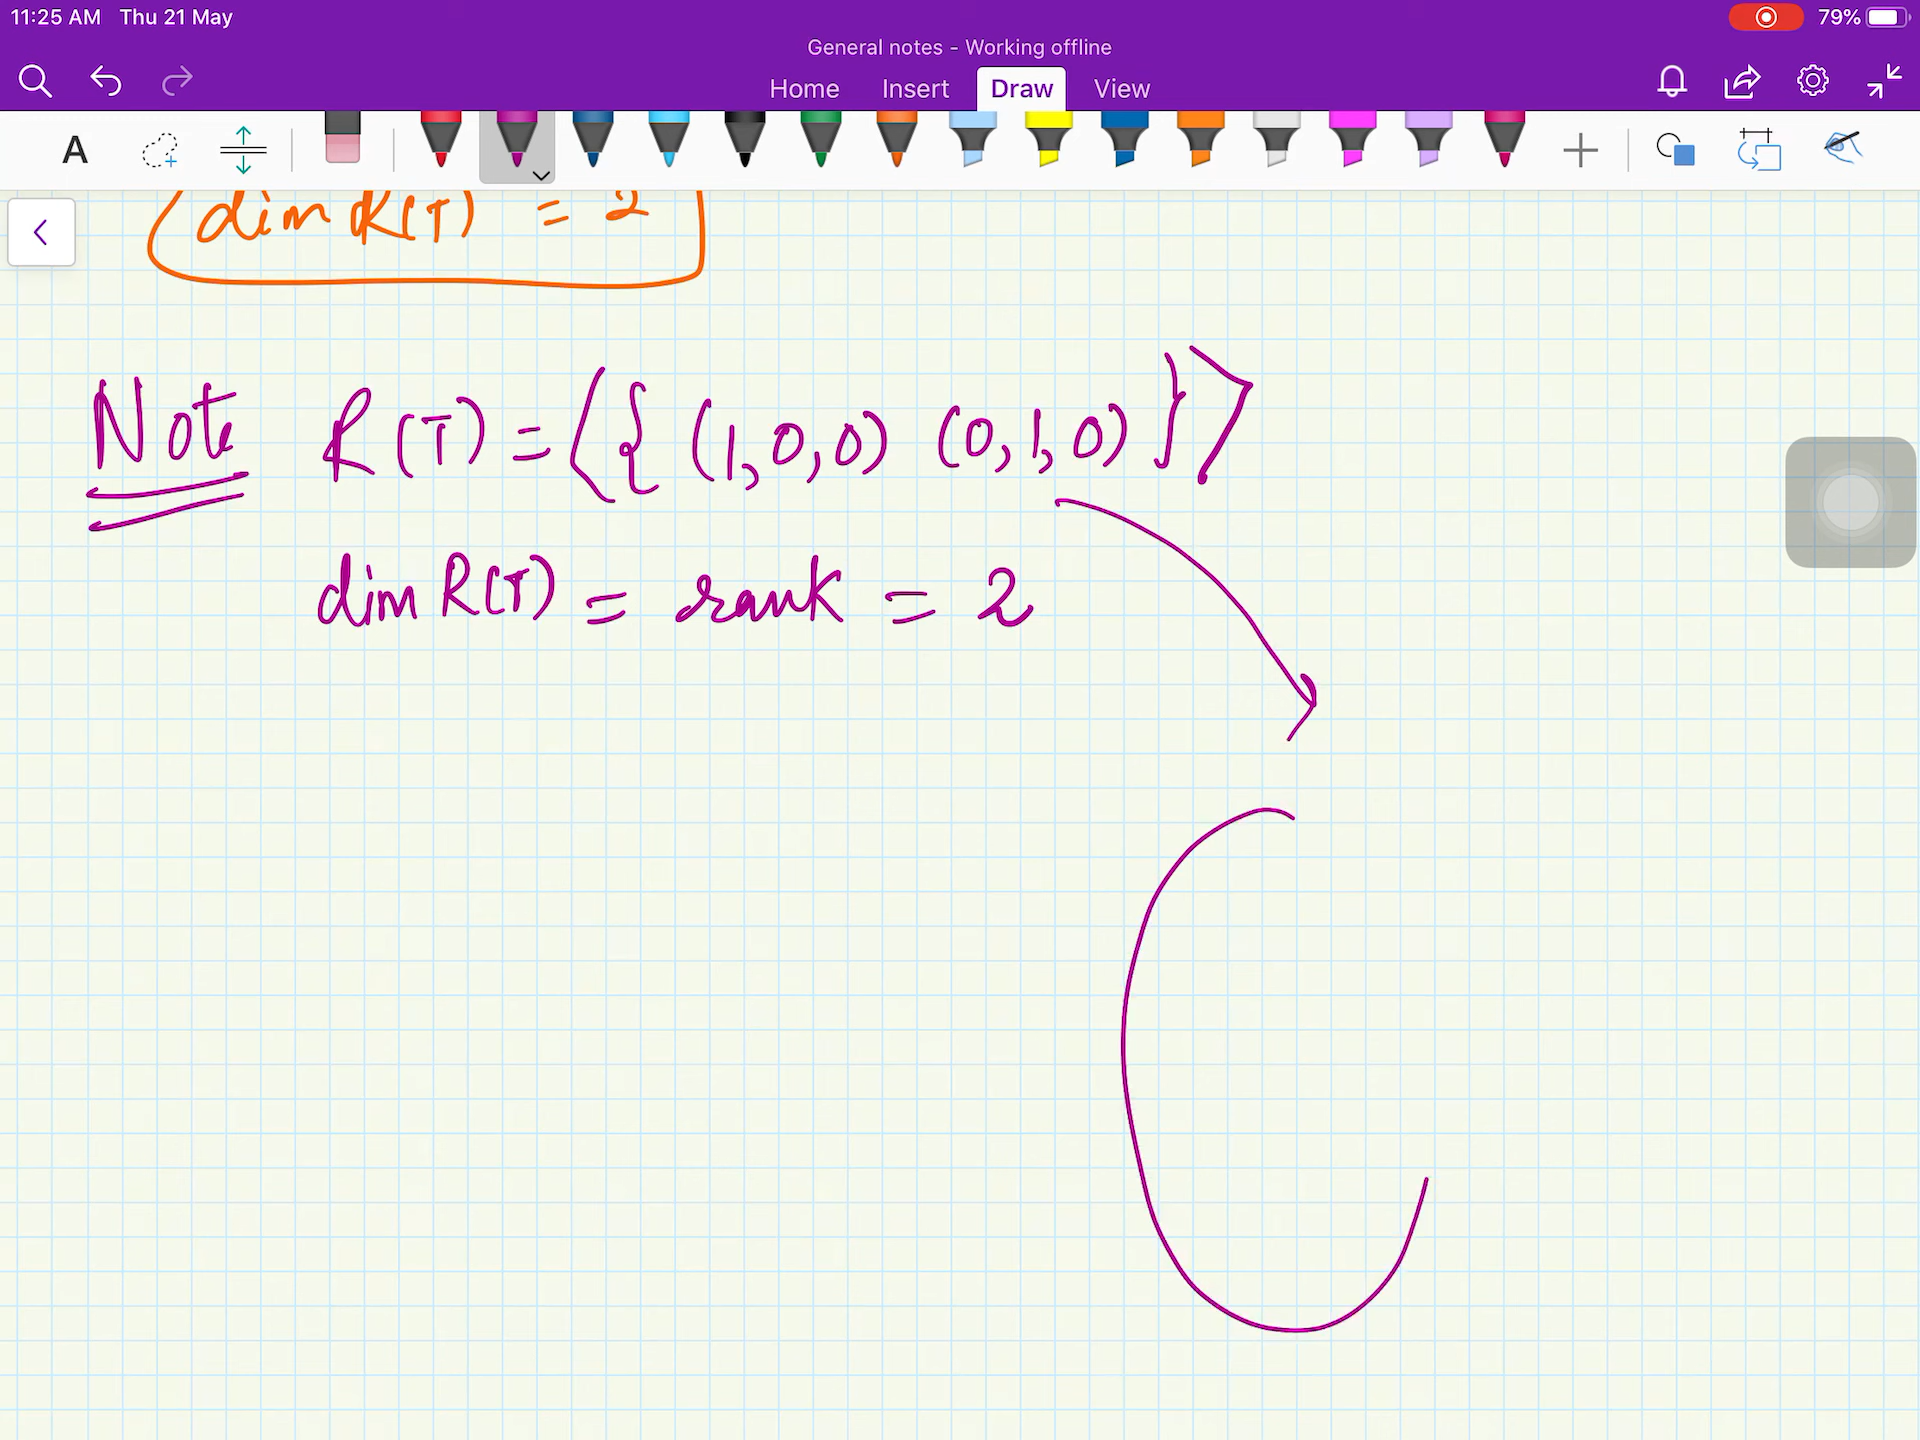 11:25 AM Thu 21 May
79%
General notes - Working offline
Home Insert Draw View
A
dim R(T) = 2
Note R(T) = ⟨{ (1,0,0) (0,1,0) }⟩
dim R(T) = rank = 2